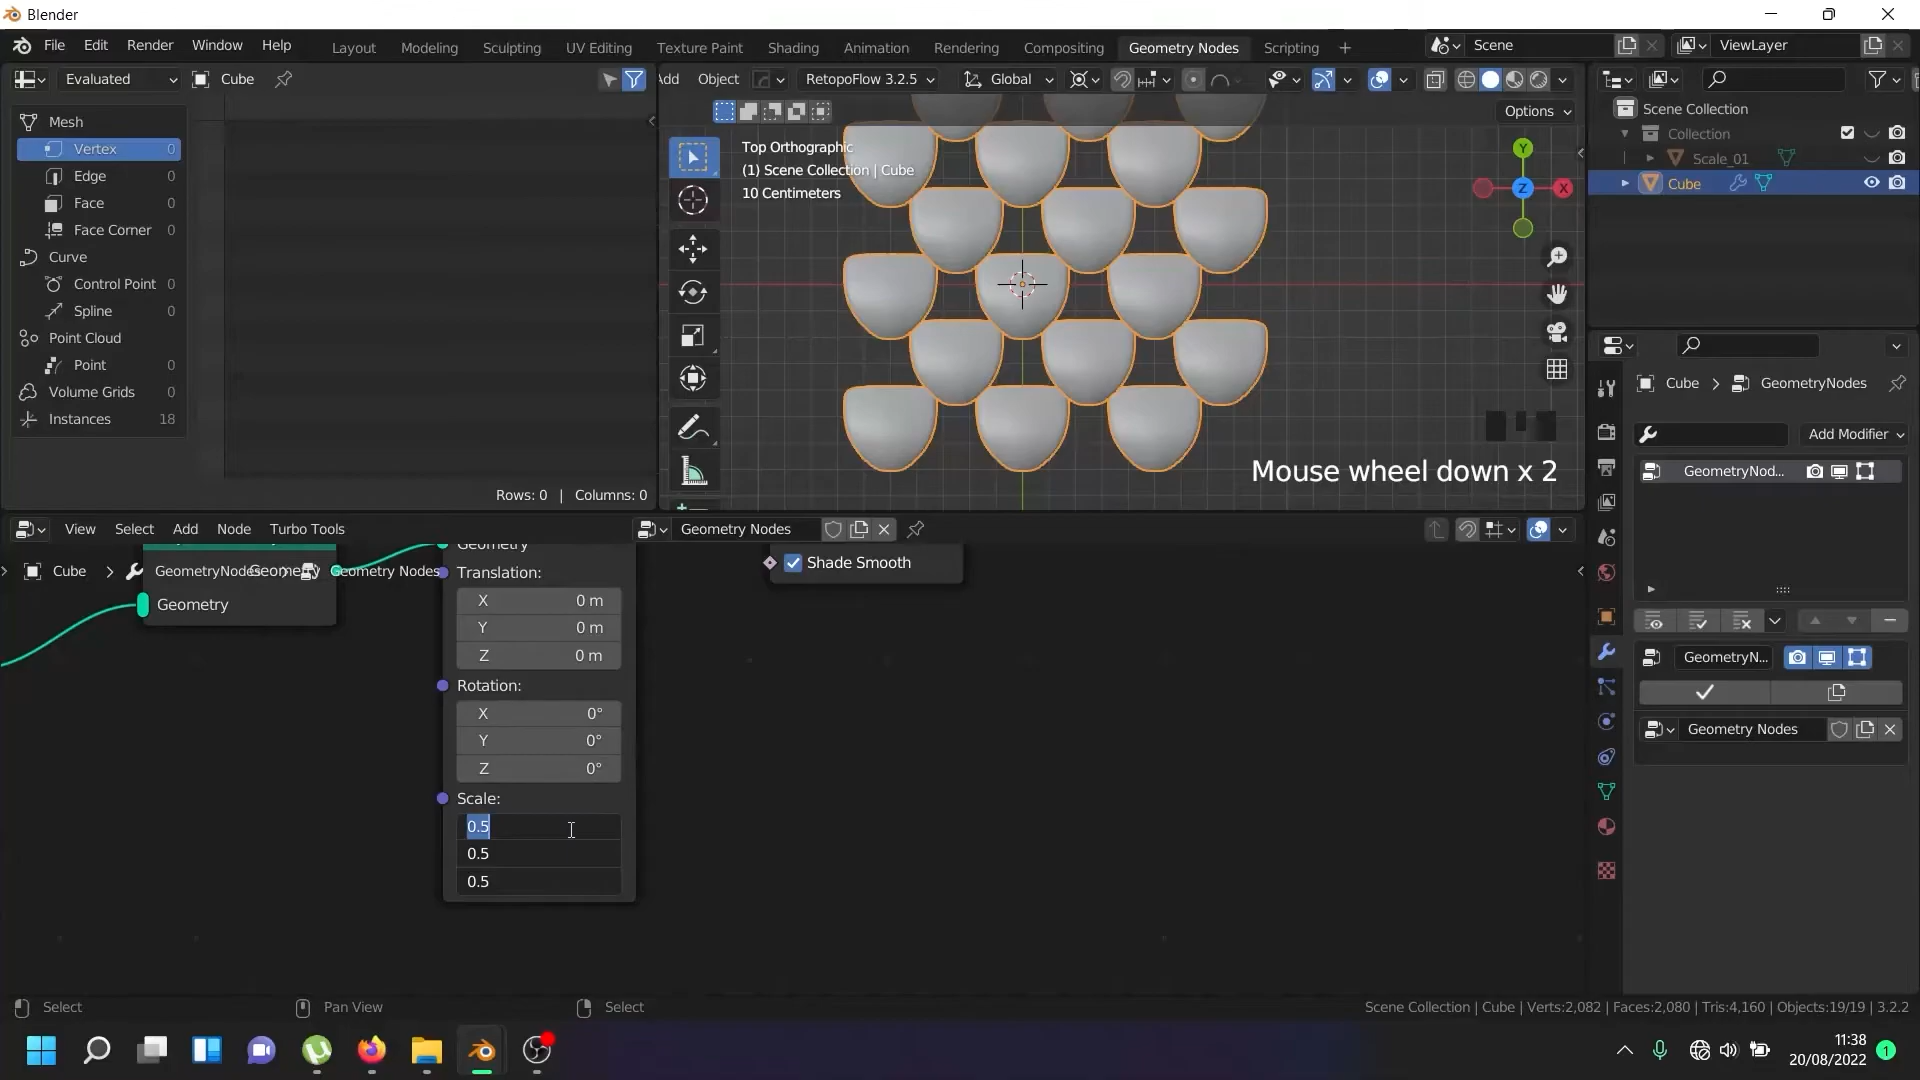 Blender
File Edit Render Window Help
Layout Modeling Sculpting UV Editing Texture Paint Shading Animation Rendering Compositing Geometry Nodes Scripting
Scene
ViewLayer
Evaluated
Cube
Mesh
Vertex 0
Edge 0
Face 0
Face Corner 0
Curve
Control Point 0
Spline 0
Point Cloud
Point 0
Volume Grids 0
Instances 18
Rows: 0 | Columns: 0
Add Object RetopoFlow 3.2.5 Global
Options
Top Orthographic
(1) Scene Collection | Cube
10 Centimeters
Y
Z
X
Mouse wheel down x 2
Scene Collection
Collection
Scale_01
Cube
Cube > GeometryNodes
Add Modifier
GeometryNod...
GeometryN...
Geometry Nodes
View Select Add Node Turbo Tools
Geometry Nodes
Cube > GeometryNodes
Geometry
Geometry Nodes
Geometry
Geometry
Translation:
X 0 m
Y 0 m
Z 0 m
Rotation:
X 0°
Y 0°
Z 0°
Scale:
0.5
0.5
0.5
Shade Smooth
Select Pan View Select
Scene Collection | Cube | Verts:2,082 | Faces:2,080 | Tris:4,160 | Objects:19/19 | 3.2.2
11:38
20/08/2022
1